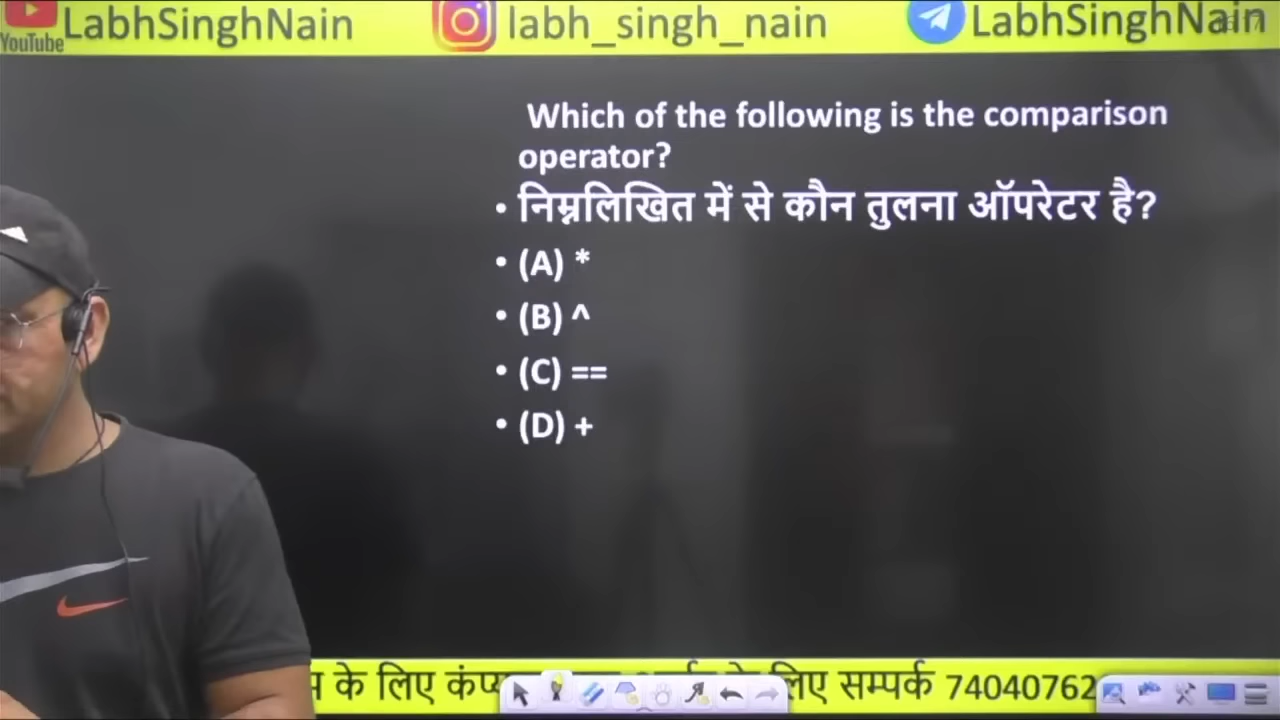 YouTube LabhSinghNain labh_singh_nain LabhSinghNain
Which of the following is the comparison
operator?
• निम्नलिखित में से कौन तुलना ऑपरेटर है?
• (A) *
• (B) ^
• (C) ==
• (D) +
के लिए लिए सम्पर्क 74040762